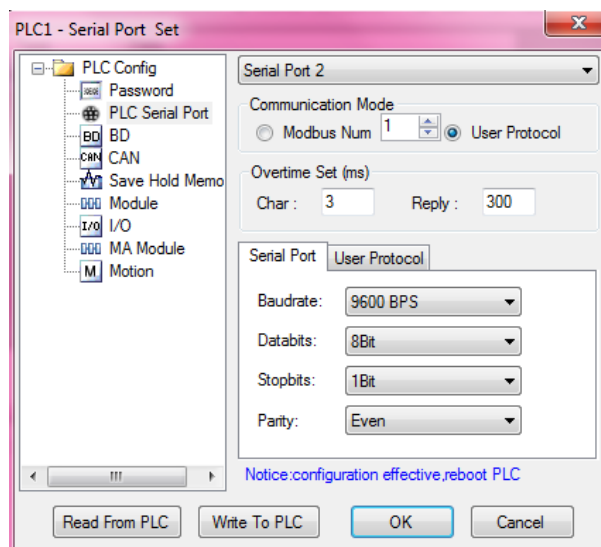 PLC1 - Serial Port Set
PLC Config
Password
PLC Serial Port
BD BD
CAN CAN
Save Hold Memo
Module
I/O I/O
MA Module
M Motion
Serial Port 2
Communication Mode
Modbus Num 1 User Protocol
Overtime Set (ms)
Char : 3 Reply : 300
Serial Port User Protocol
Baudrate: 9600 BPS
Databits: 8Bit
Stopbits: 1Bit
Parity: Even
Notice:configuration effective,reboot PLC
Read From PLC Write To PLC OK Cancel